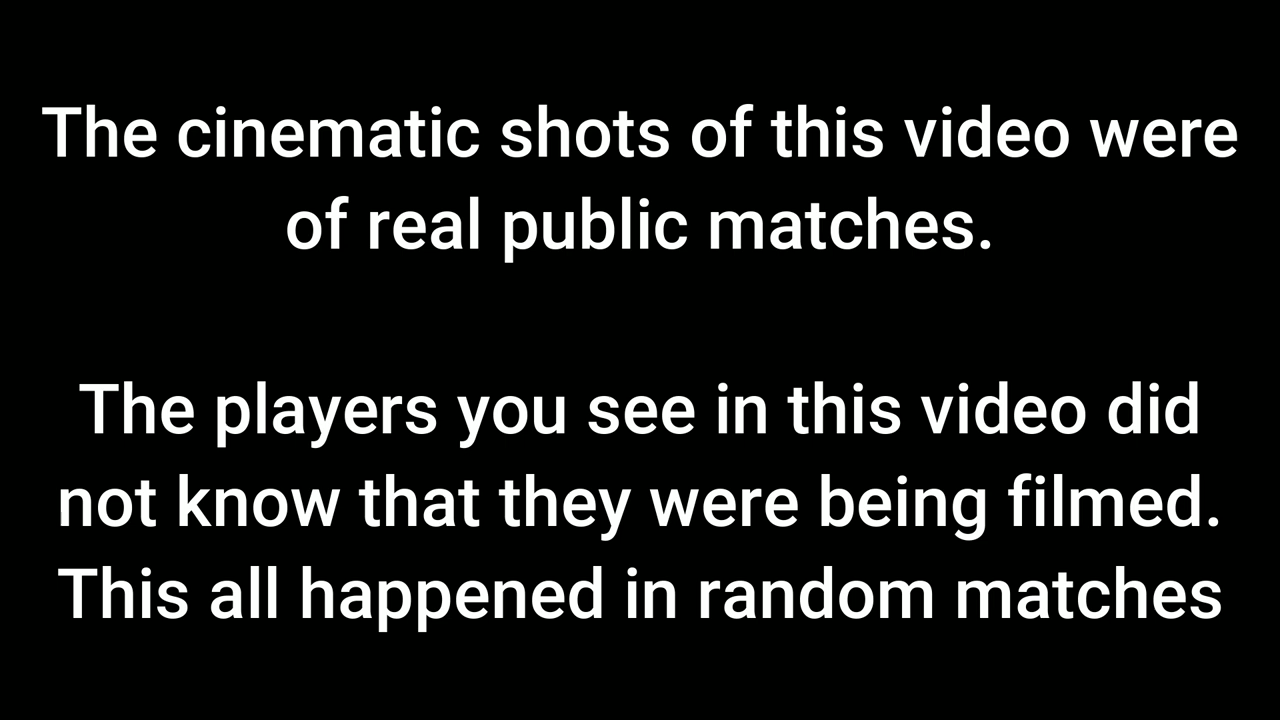 The cinematic shots of this video were
of real public matches.
The players you see in this video did
not know that they were being filmed.
This all happened in random matches